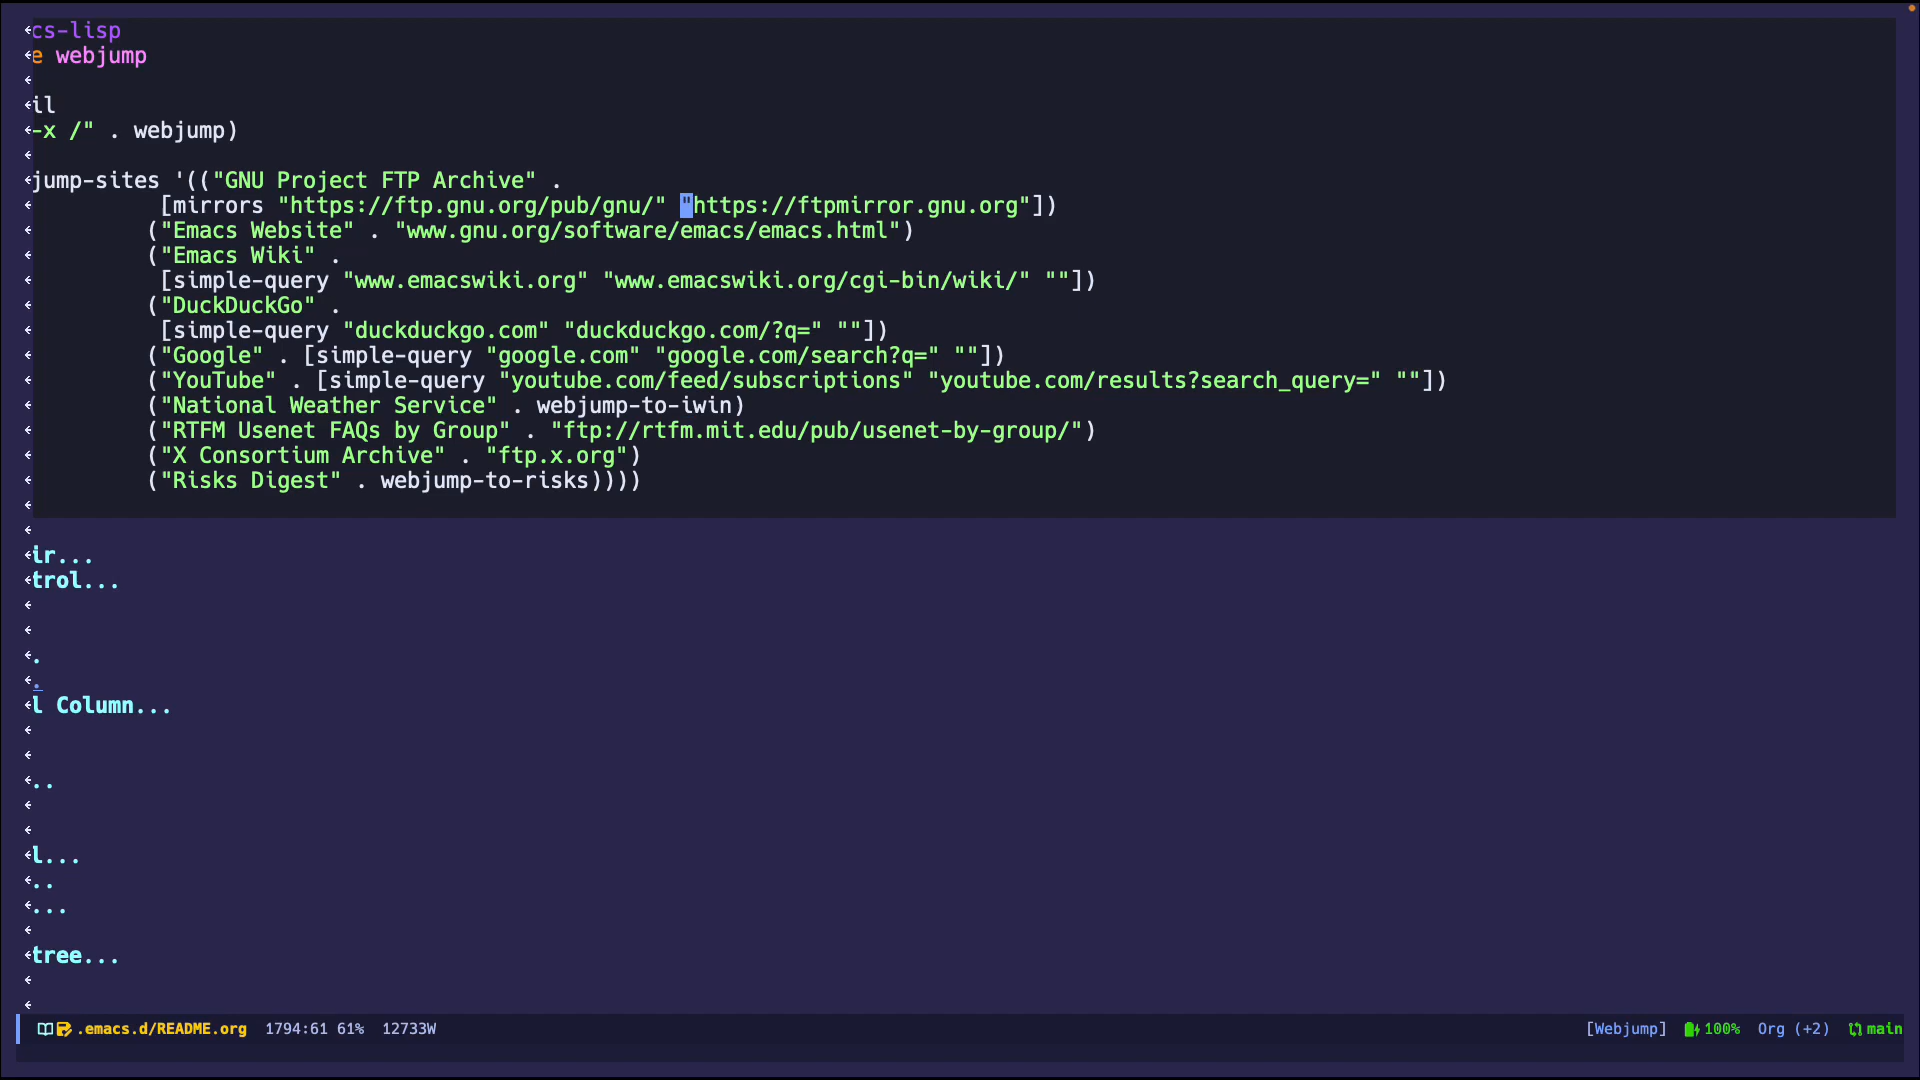 cs-lisp
e webjump
il
-x /" . webjump)
jump-sites '(("GNU Project FTP Archive" .
[mirrors "https://ftp.gnu.org/pub/gnu/" "https://ftpmirror.gnu.org"])
("Emacs Website" . "www.gnu.org/software/emacs/emacs.html")
("Emacs Wiki" .
[simple-query "www.emacswiki.org" "www.emacswiki.org/cgi-bin/wiki/" ""])
("DuckDuckGo" .
[simple-query "duckduckgo.com" "duckduckgo.com/?q=" ""])
("Google" . [simple-query "google.com" "google.com/search?q=" ""])
("YouTube" . [simple-query "youtube.com/feed/subscriptions" "youtube.com/results?search_query=" ""])
("National Weather Service" . webjump-to-iwin)
("RTFM Usenet FAQs by Group" . "ftp://rtfm.mit.edu/pub/usenet-by-group/")
("X Consortium Archive" . "ftp.x.org")
("Risks Digest" . webjump-to-risks))))
ir...
trol...
.
.
l Column...
..
l...
..
...
tree...
.emacs.d/README.org 1794:61 61% 12733W [Webjump] 100% Org (+2) main